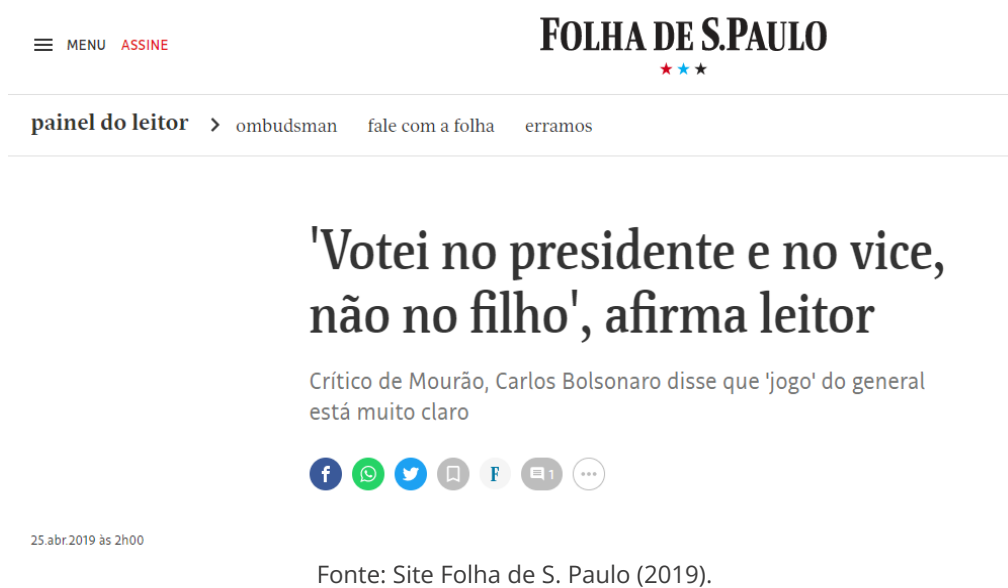 MENU ASSINE
FOLHA DE S.PAULO
painel do leitor > ombudsman fale com a folha erramos
'Votei no presidente e no vice,
não no filho', afirma leitor
Crítico de Mourão, Carlos Bolsonaro disse que 'jogo' do general
está muito claro
f F 1
25.abr.2019 às 2h00
Fonte: Site Folha de S. Paulo (2019).